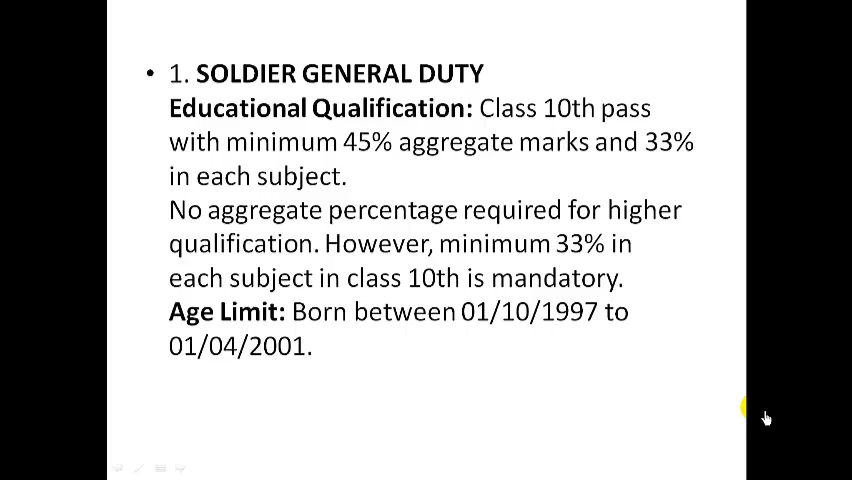 • 1. SOLDIER GENERAL DUTY
Educational Qualification: Class 10th pass
with minimum 45% aggregate marks and 33%
in each subject.
No aggregate percentage required for higher
qualification. However, minimum 33% in
each subject in class 10th is mandatory.
Age Limit: Born between 01/10/1997 to
01/04/2001.